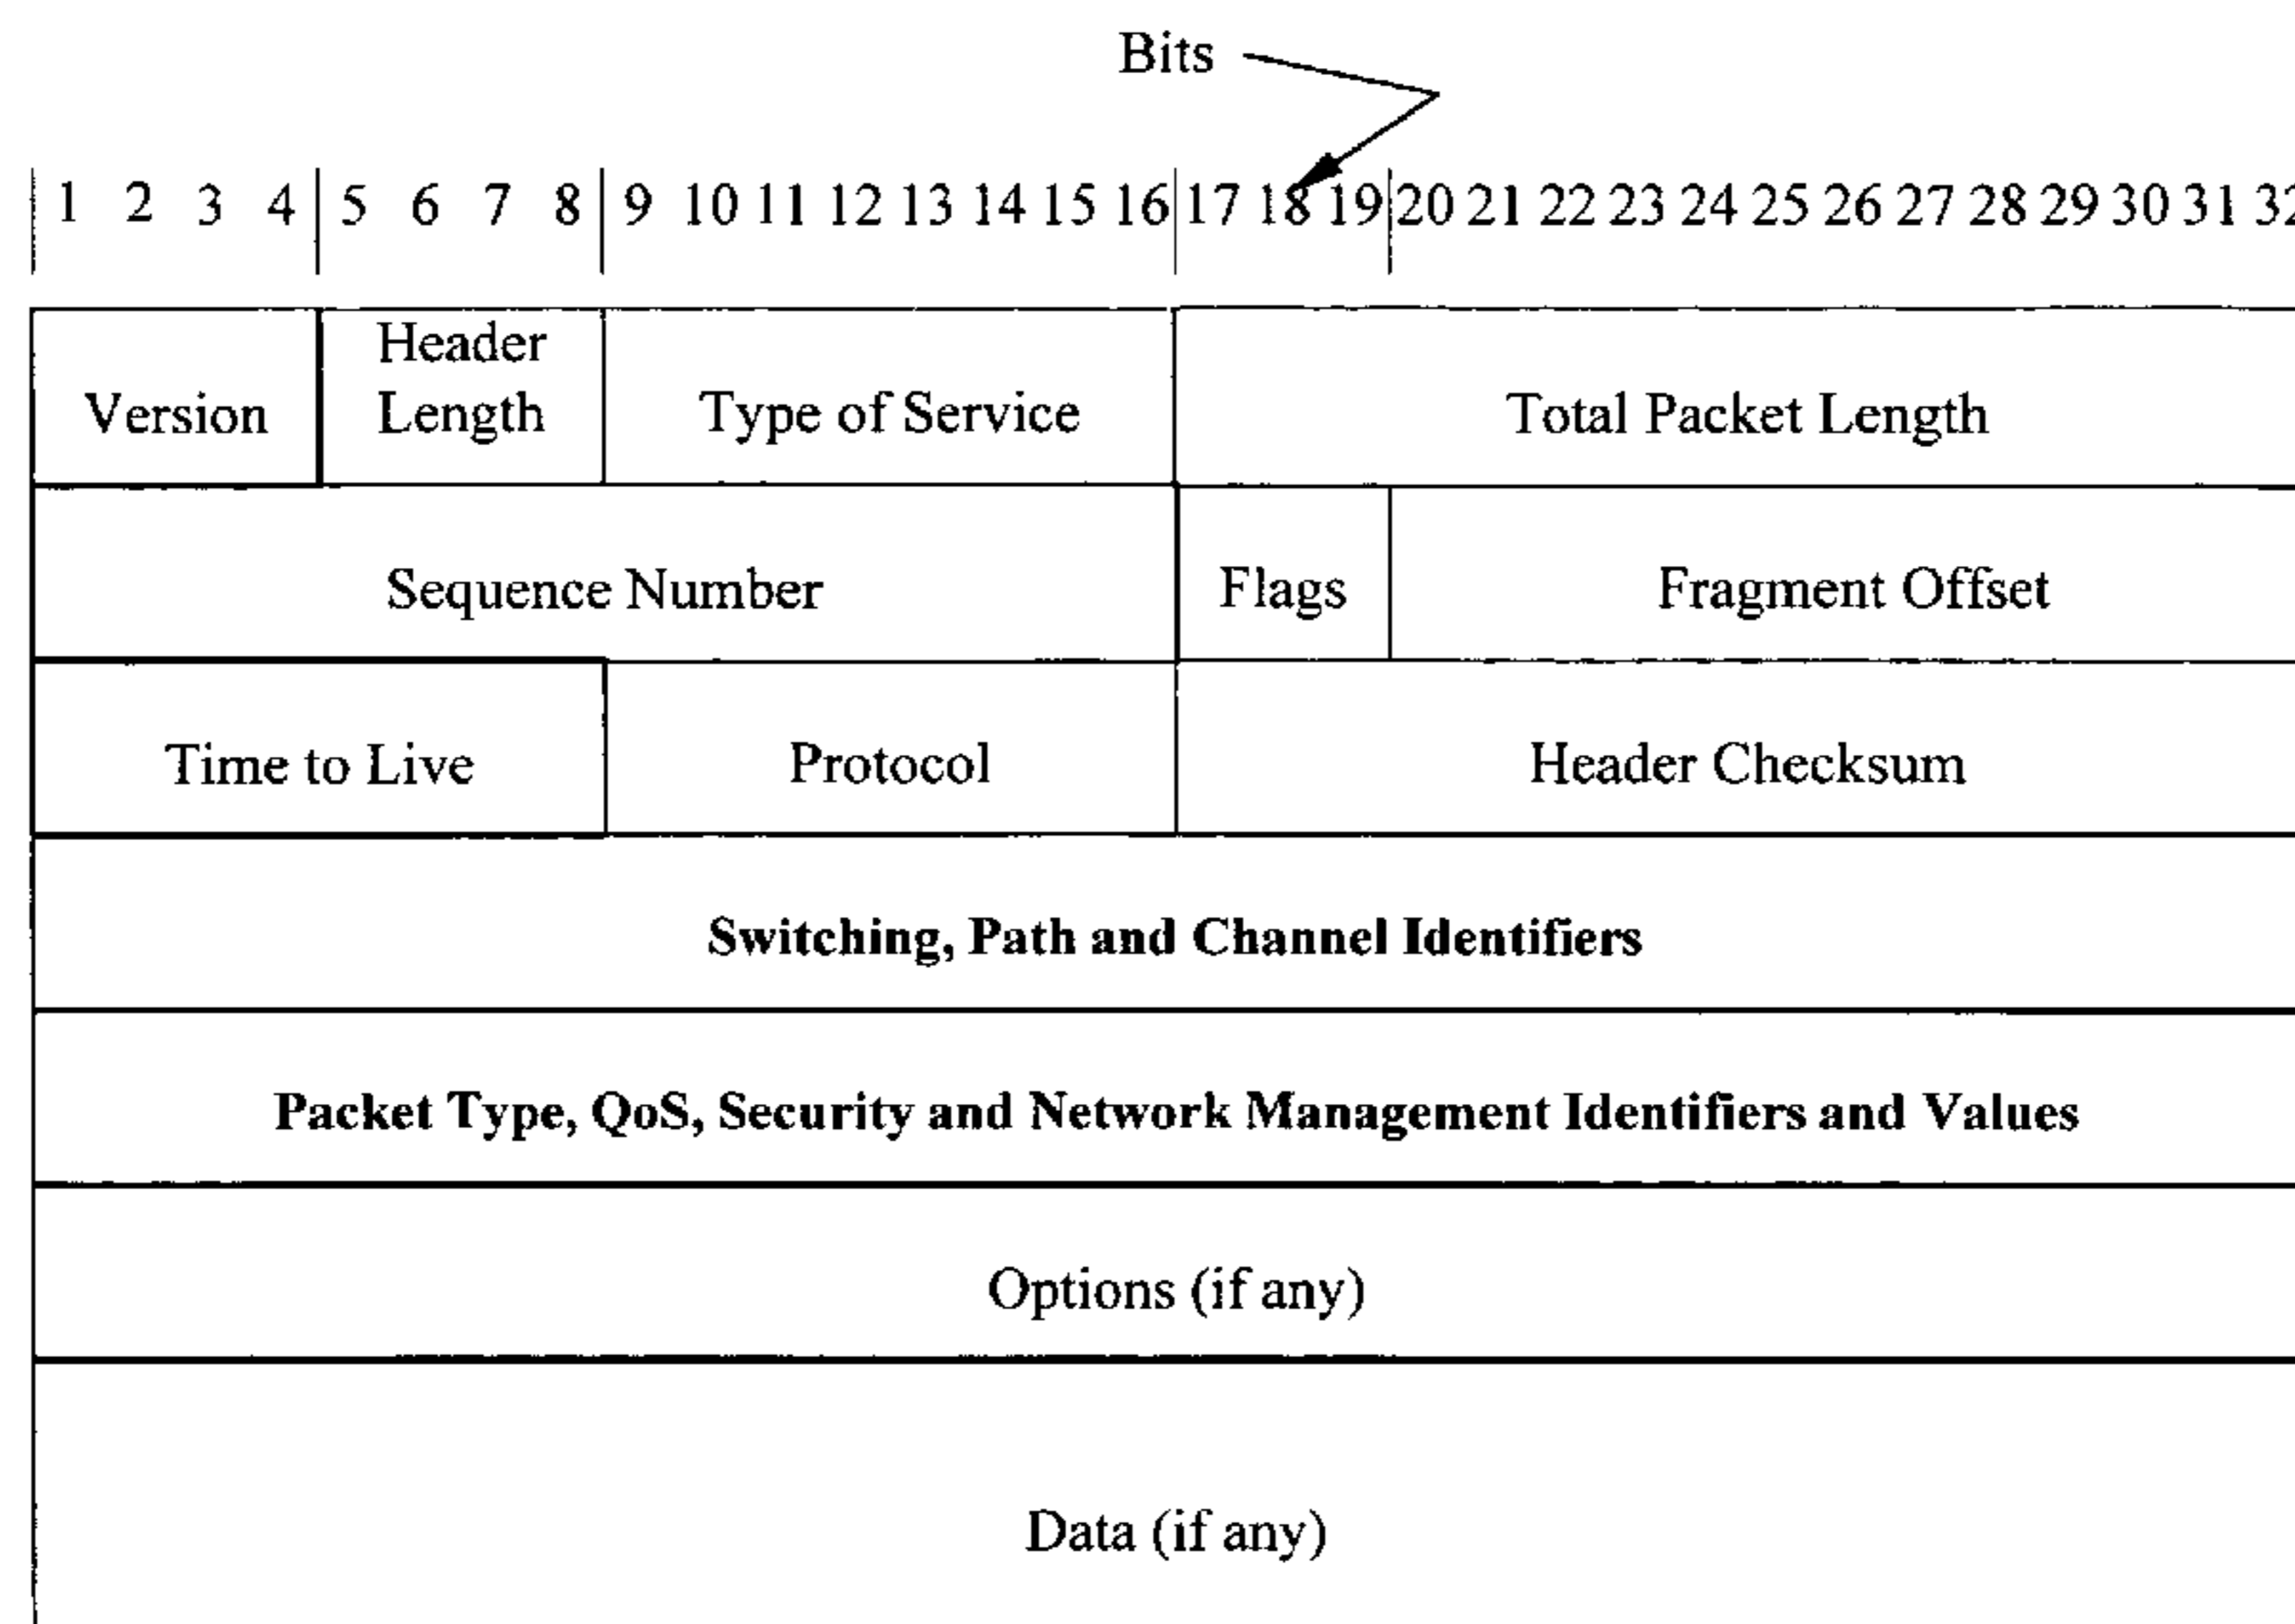 Bits
1 2 3 4 5 6 7 8 9 10 11 12 13 14 15 16 17 18 19 20 21 22 23 24 25 26 27 28 29 30 31 32
Version
Header
Length
Type of Service
Total Packet Length
Sequence Number
Flags
Fragment Offset
Time to Live
Protocol
Header Checksum
Switching, Path and Channel Identifiers
Packet Type, QoS, Security and Network Management Identifiers and Values
Options (if any)
Data (if any)